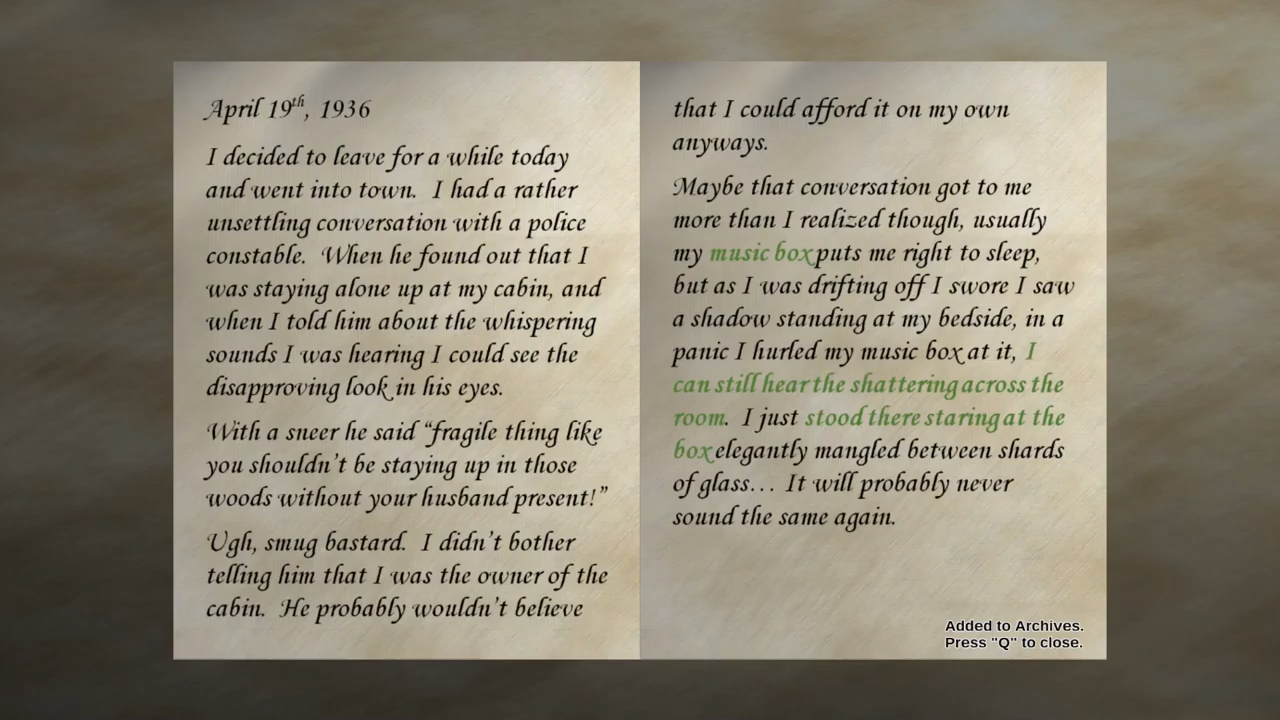 April 19th, 1936
I decided to leave for a while today
and went into town.  I had a rather
unsettling conversation with a police
constable.  When he found out that I
was staying alone up at my cabin, and
when I told him about the whispering
sounds I was hearing I could see the
disapproving look in his eyes.
With a sneer he said “fragile thing like
you shouldn’t be staying up in those
woods without your husband present!”
Ugh, smug bastard.  I didn’t bother
telling him that I was the owner of the
cabin.  He probably wouldn’t believe
that I could afford it on my own
anyways.
Maybe that conversation got to me
more than I realized though, usually
my music box puts me right to sleep,
but as I was drifting off I swore I saw
a shadow standing at my bedside, in a
panic I hurled my music box at it, I
can still hear the shattering across the
room.  I just stood there staring at the
box elegantly mangled between shards
of glass… It will probably never
sound the same again.
Added to Archives.
Press "Q" to close.